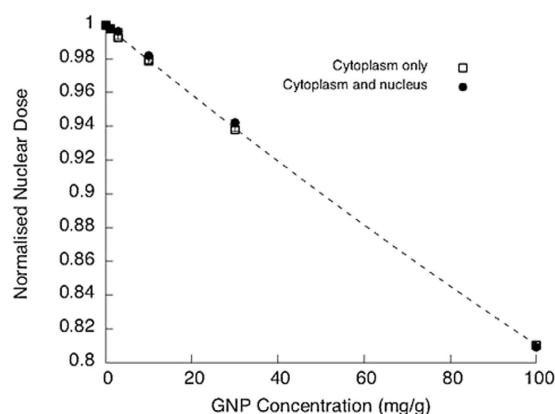 1
0.98
0.96
0.94
0.92
0.9
0.88
0.86
0.84
0.82
0.8
Normalised Nuclear Dose
Cytoplasm only
Cytoplasm and nucleus
0 20 40 60 80 100
GNP Concentration (mg/g)